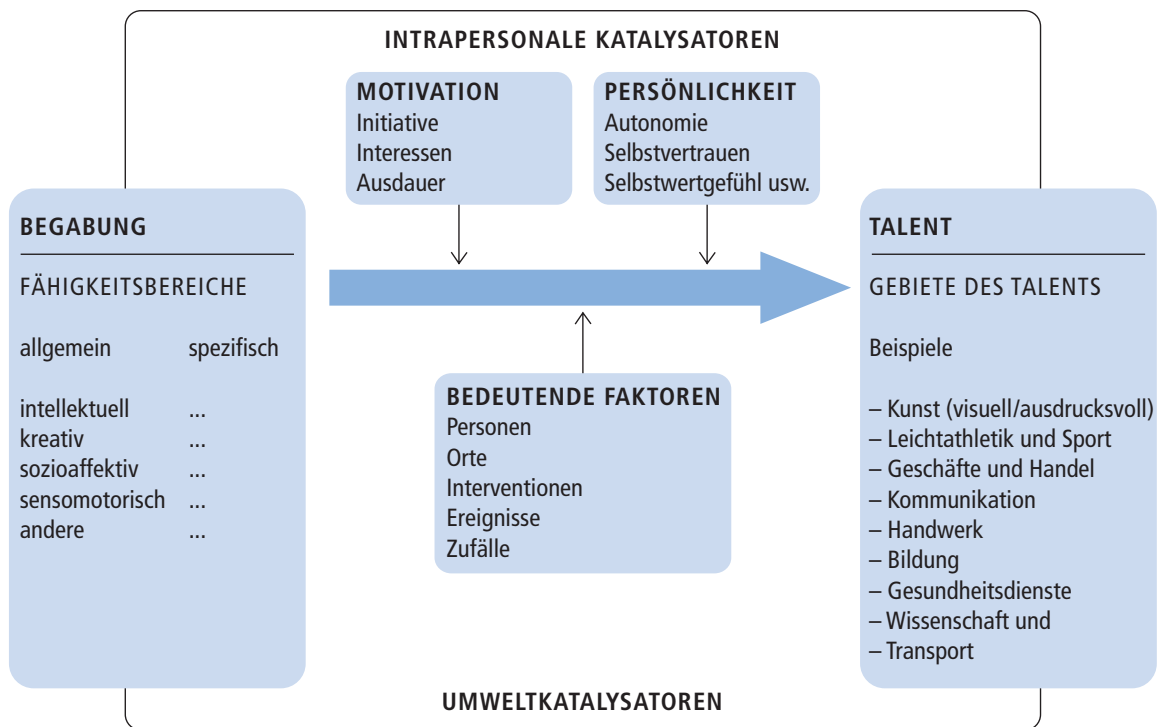 INTRAPERSONALE KATALYSATOREN
MOTIVATION
Initiative
Interessen
Ausdauer
PERSÖNLICHKEIT
Autonomie
Selbstvertrauen
Selbstwertgefühl usw.
BEGABUNG
FÄHIGKEITSBEREICHE
allgemein spezifisch
intellektuell ...
kreativ ...
sozioaffektiv ...
sensomotorisch ...
andere ...
BEDEUTENDE FAKTOREN
Personen
Orte
Interventionen
Ereignisse
Zufälle
TALENT
GEBIETE DES TALENTS
Beispiele
– Kunst (visuell/ausdrucksvoll)
– Leichtathletik und Sport
– Geschäfte und Handel
– Kommunikation
– Handwerk
– Bildung
– Gesundheitsdienste
– Wissenschaft und
– Transport
UMWELTKATALYSATOREN